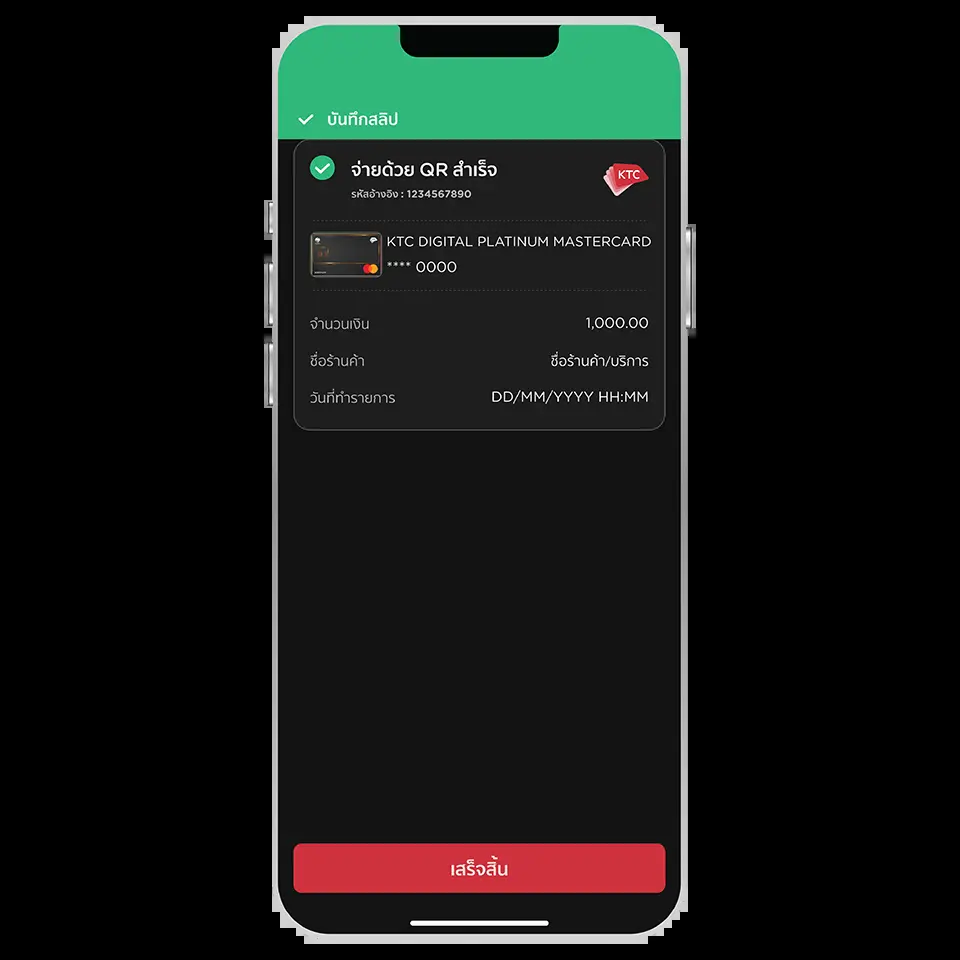 บันทึกสลิป
จ่ายด้วย QR สำเร็จ
รหัสอ้างอิง : 1234567890
KTC
KTC DIGITAL PLATINUM MASTERCARD
**** 0000
จำนวนเงิน 1,000.00
ชื่อร้านค้า ชื่อร้านค้า/บริการ
วันที่ทำรายการ DD/MM/YYYY HH:MM
เสร็จสิ้น